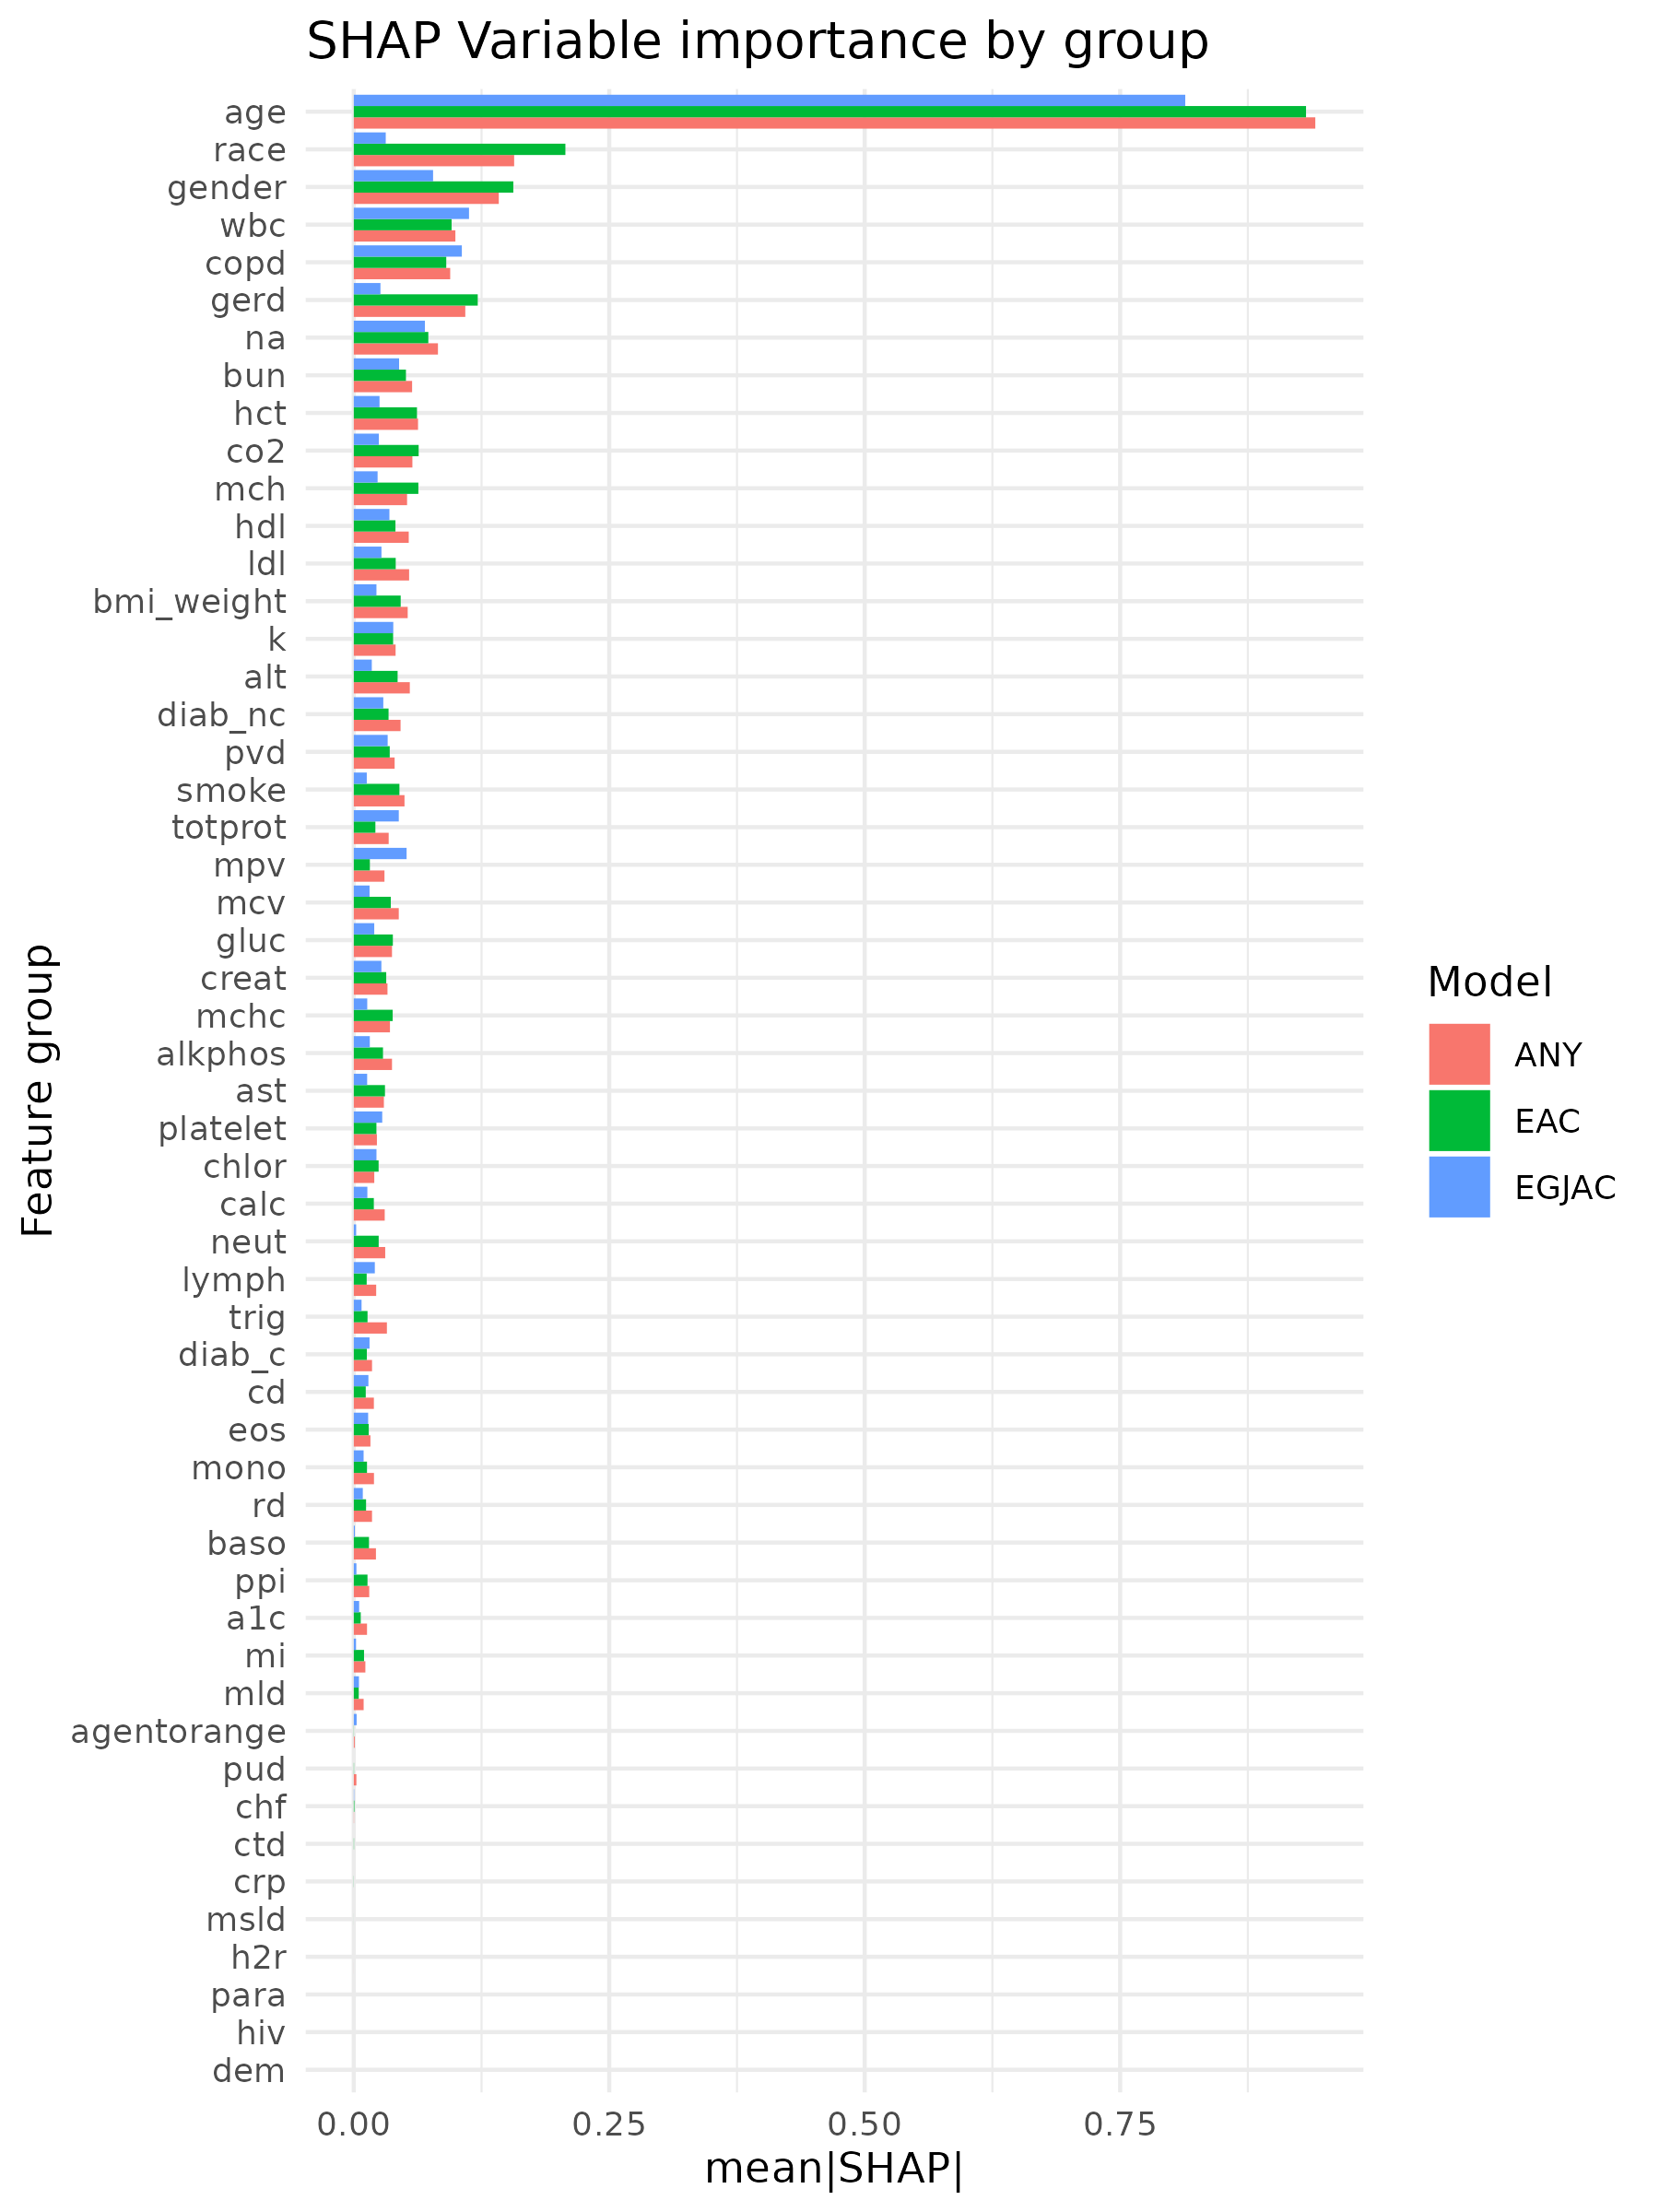 SHAP Variable importance by group
age
race
gender
wbc
copd
gerd
na
bun
hct
co2
mch
hdl
ldl
bmi_weight
k
alt
diab_nc
pvd
smoke
totprot
mpv
mcv
gluc
creat
mchc
alkphos
ast
platelet
chlor
calc
neut
lymph
trig
diab_c
cd
eos
mono
rd
baso
ppi
a1c
mi
mld
agentorange
pud
chf
ctd
crp
msld
h2r
para
hiv
dem
Feature group
0.00 0.25 0.50 0.75
mean|SHAP|
Model
ANY
EAC
EGJAC